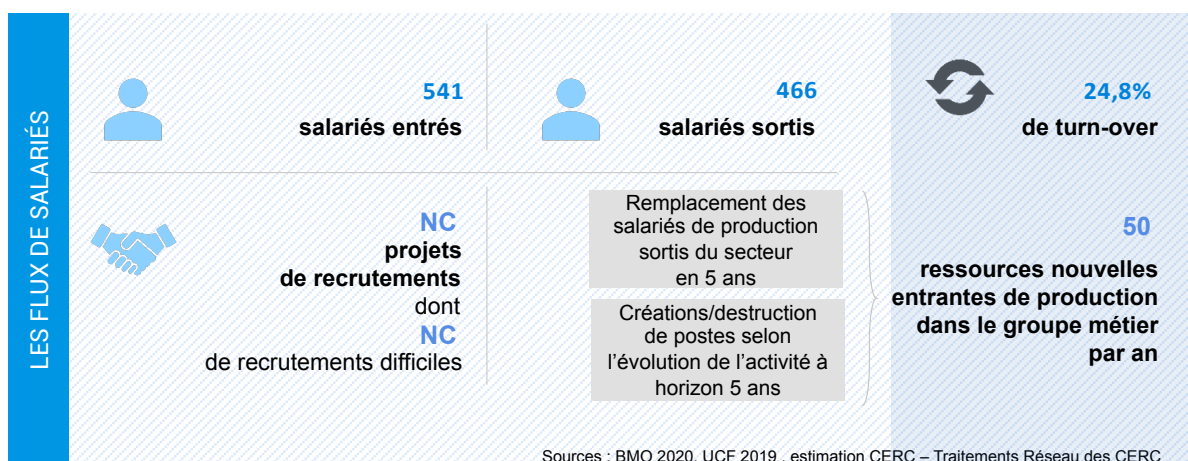 LES FLUX DE SALARIÉS
541
salariés entrés
466
salariés sortis
24,8%
de turn-over
NC
projets
de recrutements
dont
NC
de recrutements difficiles
Remplacement des
salariés de production
sortis du secteur
en 5 ans
Créations/destruction
de postes selon
l’évolution de l’activité à
horizon 5 ans
50
ressources nouvelles
entrantes de production
dans le groupe métier
par an
Sources : BMO 2020, UCF 2019 , estimation CERC – Traitements Réseau des CERC